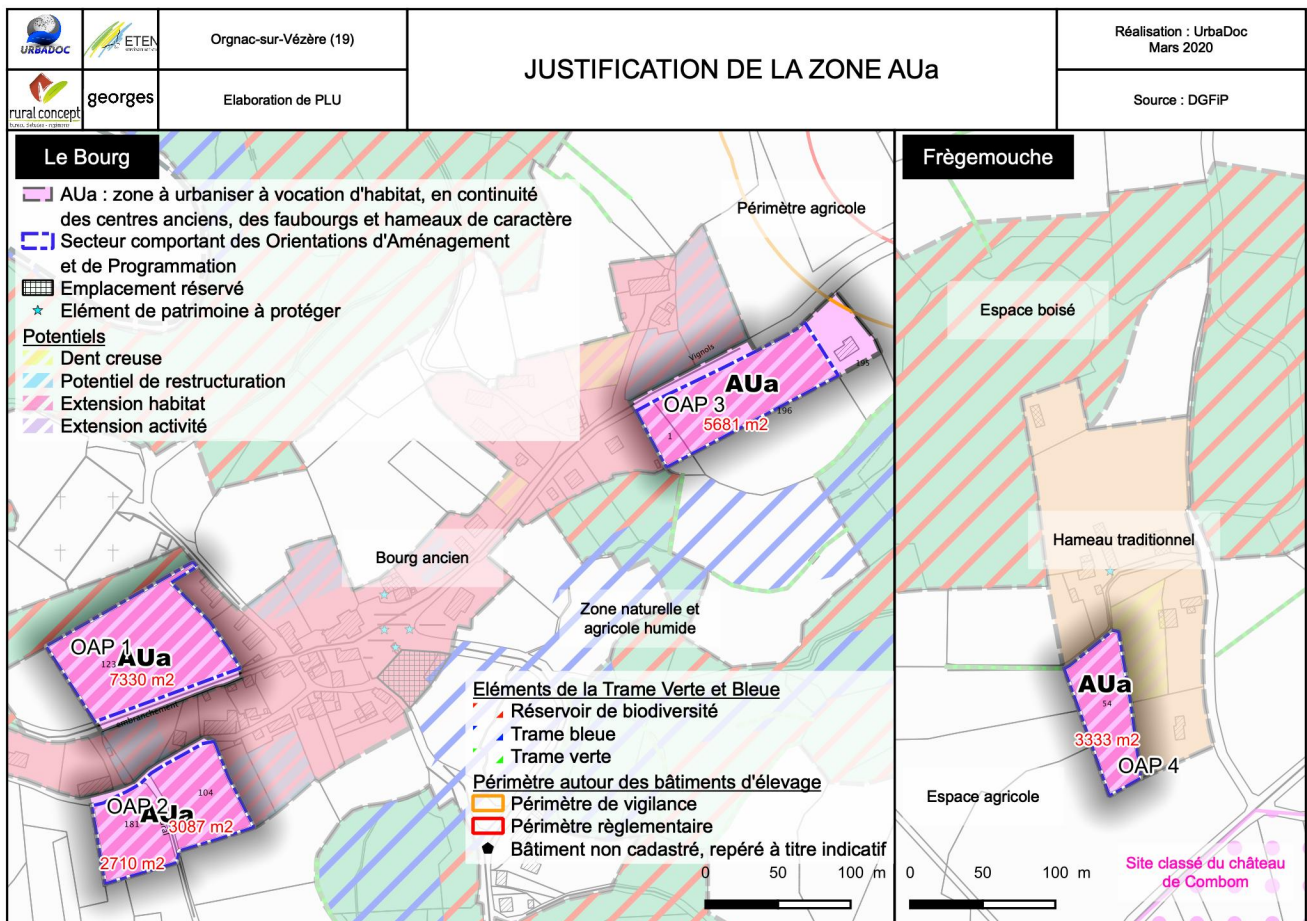 URBADOC
ETEN
Orgnac-sur-Vézère (19)
rural concept
georges
Elaboration de PLU
JUSTIFICATION DE LA ZONE AUa
Réalisation : UrbaDoc
Mars 2020
Source : DGFiP
Le Bourg
AUa : zone à urbaniser à vocation d'habitat, en continuité
des centres anciens, des faubourgs et hameaux de caractère
Secteur comportant des Orientations d'Aménagement
et de Programmation
Emplacement réservé
Elément de patrimoine à protéger
Potentiels
Dent creuse
Potentiel de restructuration
Extension habitat
Extension activité
Périmètre agricole
Vignols
AUa
OAP 3
5681 m2
1
196
195
Bourg ancien
Zone naturelle et
agricole humide
OAP 1
AUa
123
7330 m2
embranchement
OAP 2
AUa
104
181
3087 m2
2710 m2
Eléments de la Trame Verte et Bleue
Réservoir de biodiversité
Trame bleue
Trame verte
Périmètre autour des bâtiments d'élevage
Périmètre de vigilance
Périmètre règlementaire
Bâtiment non cadastré, repéré à titre indicatif
0 50 100 m
Frègemouche
Espace boisé
Hameau traditionnel
AUa
54
3333 m2
OAP 4
Espace agricole
Site classé du château
de Combom
0 50 100 m